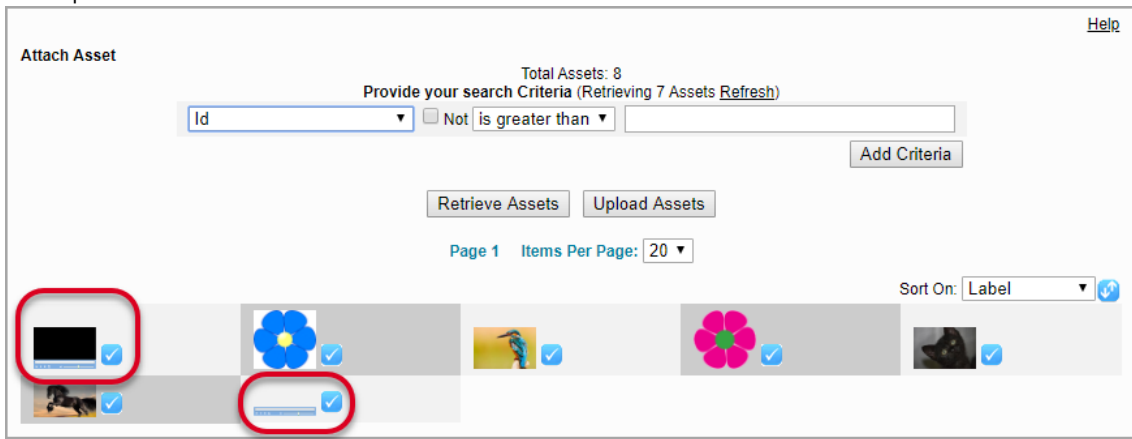 Help
Attach Asset
Total Assets: 8
Provide your search Criteria (Retrieving 7 Assets Refresh)
Id Not is greater than
Add Criteria
Retrieve Assets Upload Assets
Page 1 Items Per Page: 20
Sort On: Label